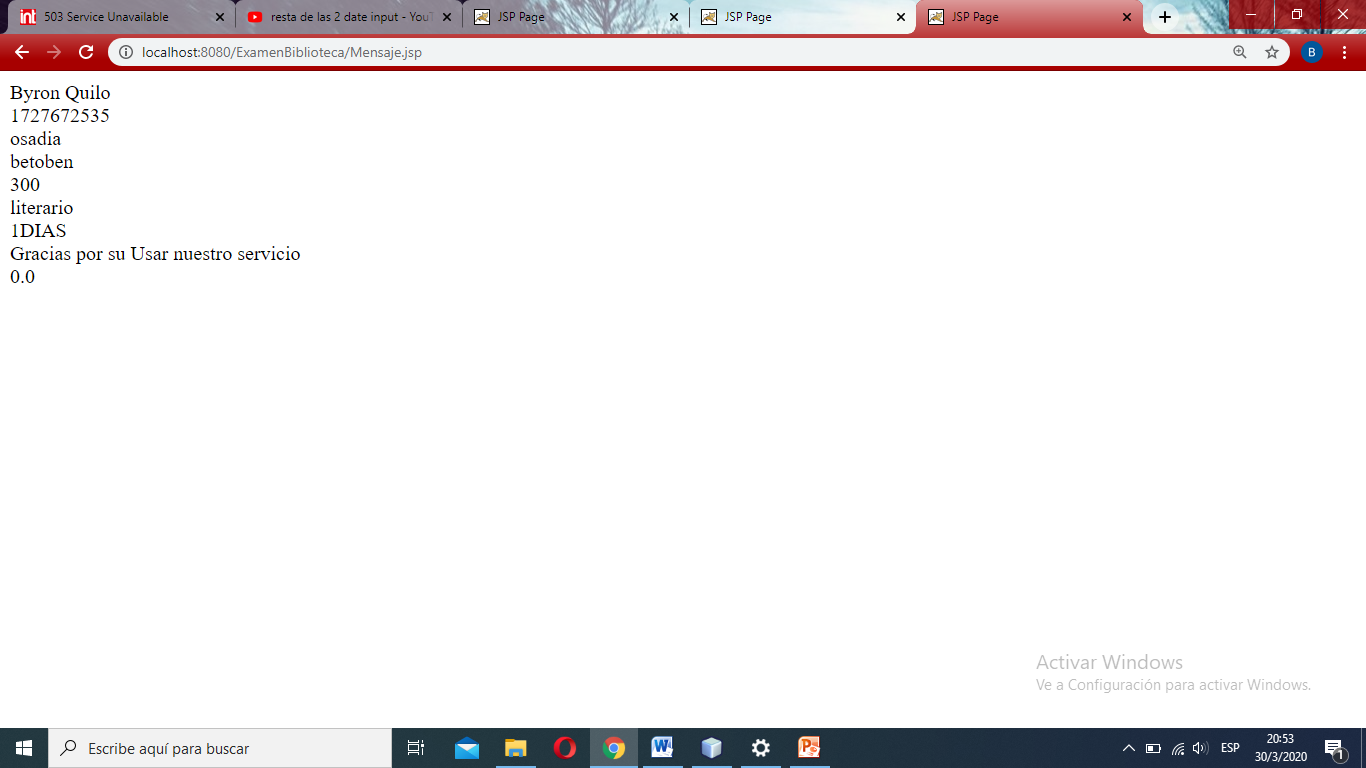 503 Service Unavailable
resta de las 2 date input - YouT
JSP Page
JSP Page
JSP Page
localhost:8080/ExamenBiblioteca/Mensaje.jsp
B
Byron Quilo
1727672535
osadia
betoben
300
literario
1DIAS
Gracias por su Usar nuestro servicio
0.0
Activar Windows
Ve a Configuración para activar Windows.
Escribe aquí para buscar
ESP
20:53
30/3/2020
1